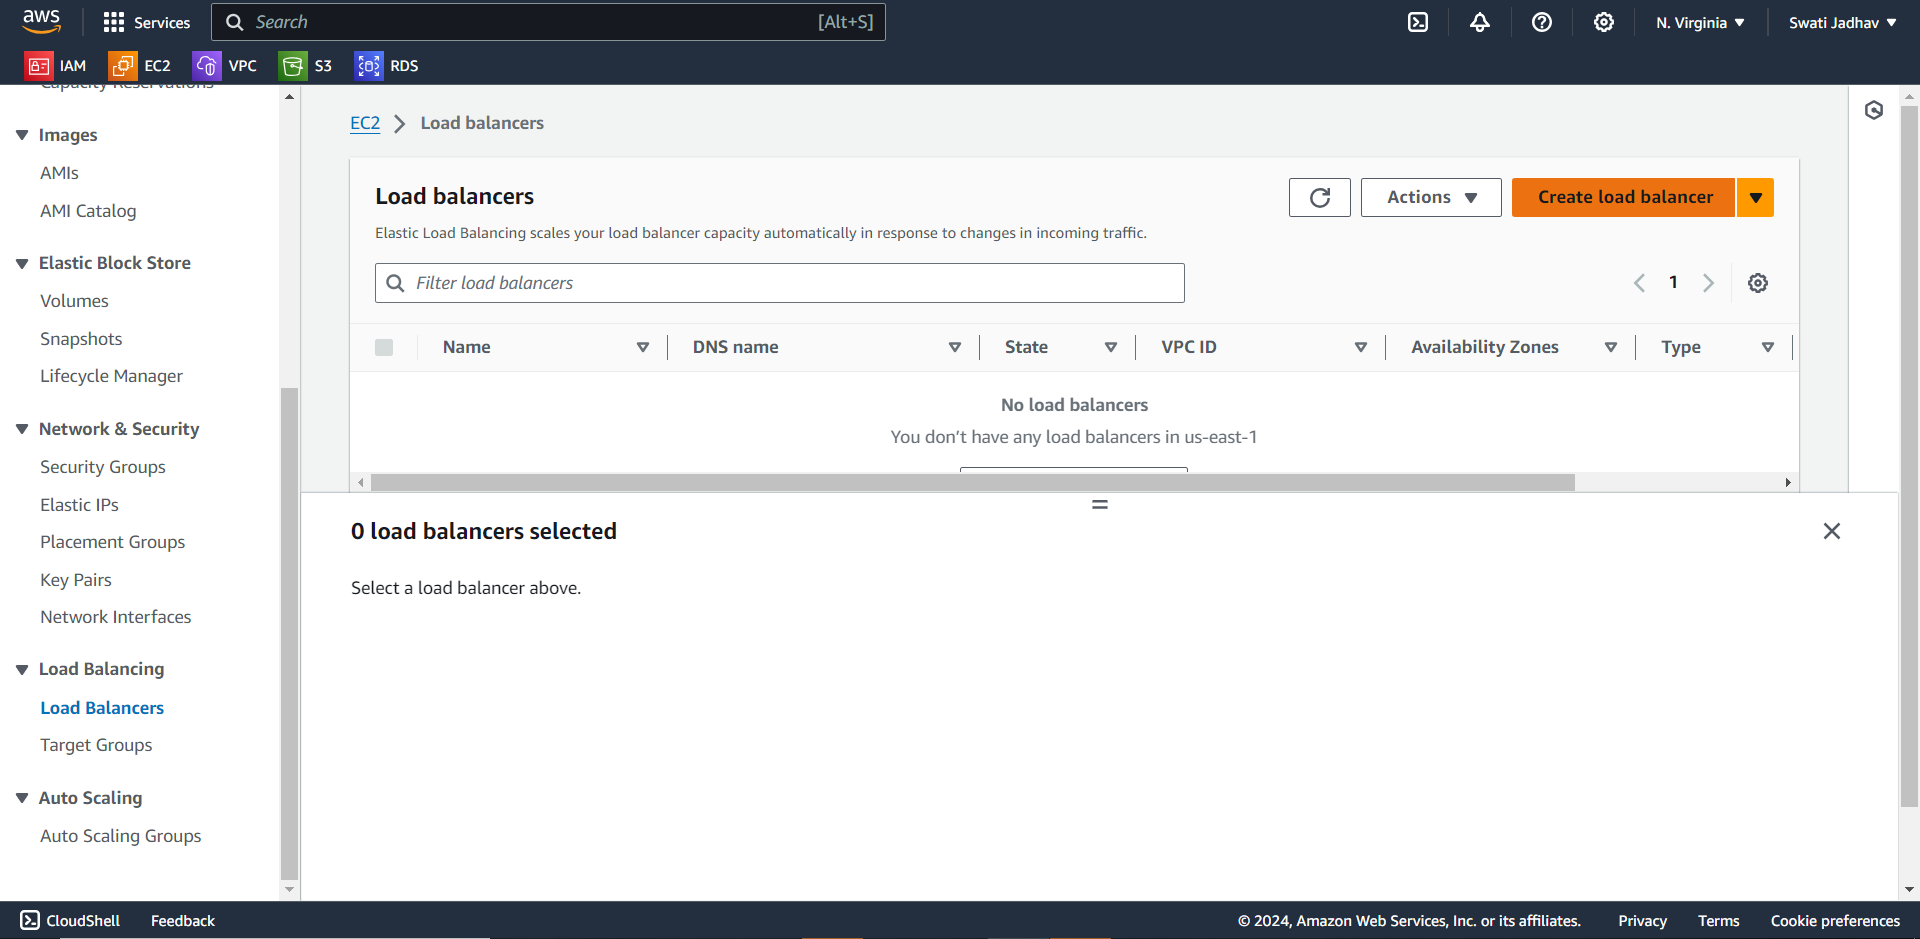 aws
Services
Search
[Alt+S]
N. Virginia
Swati Jadhav
IAM
EC2
VPC
S3
RDS
Capacity Reservations
Images
AMIs
AMI Catalog
Elastic Block Store
Volumes
Snapshots
Lifecycle Manager
Network & Security
Security Groups
Elastic IPs
Placement Groups
Key Pairs
Network Interfaces
Load Balancing
Load Balancers
Target Groups
Auto Scaling
Auto Scaling Groups
EC2
Load balancers
Load balancers
Actions
Create load balancer
Elastic Load Balancing scales your load balancer capacity automatically in response to changes in incoming traffic.
Filter load balancers
1
Name
DNS name
State
VPC ID
Availability Zones
Type
No load balancers
You don’t have any load balancers in us-east-1
0 load balancers selected
Select a load balancer above.
CloudShell
Feedback
© 2024, Amazon Web Services, Inc. or its affiliates.
Privacy
Terms
Cookie preferences